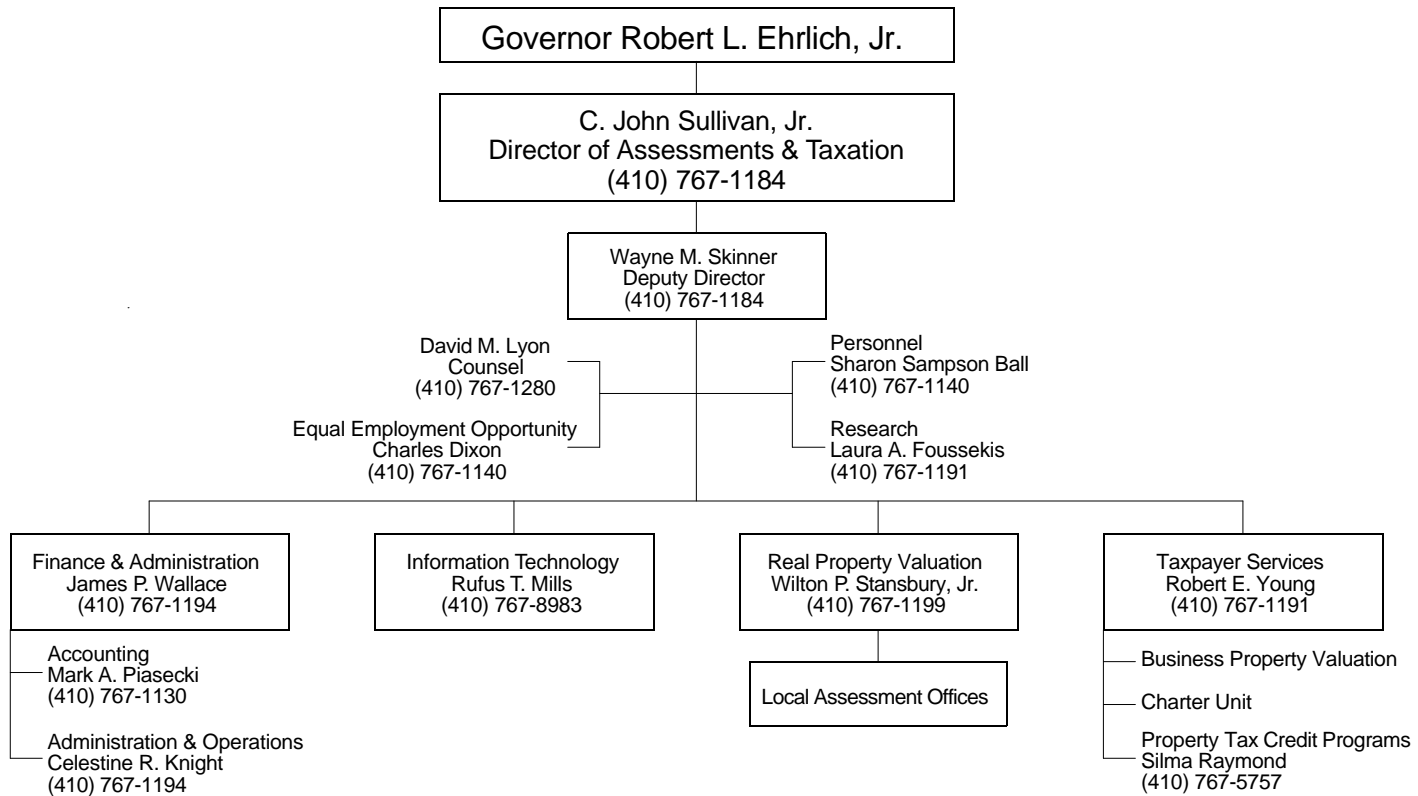 Governor Robert L. Ehrlich, Jr.
C. John Sullivan, Jr.
Director of Assessments & Taxation
(410) 767-1184
Wayne M. Skinner
Deputy Director
(410) 767-1184
David M. Lyon
Counsel
(410) 767-1280
Equal Employment Opportunity
Charles Dixon
(410) 767-1140
Personnel
Sharon Sampson Ball
(410) 767-1140
Research
Laura A. Foussekis
(410) 767-1191
Finance & Administration
James P. Wallace
(410) 767-1194
Accounting
Mark A. Piasecki
(410) 767-1130
Administration & Operations
Celestine R. Knight
(410) 767-1194
Information Technology
Rufus T. Mills
(410) 767-8983
Real Property Valuation
Wilton P. Stansbury, Jr.
(410) 767-1199
Local Assessment Offices
Taxpayer Services
Robert E. Young
(410) 767-1191
Business Property Valuation
Charter Unit
Property Tax Credit Programs
Silma Raymond
(410) 767-5757